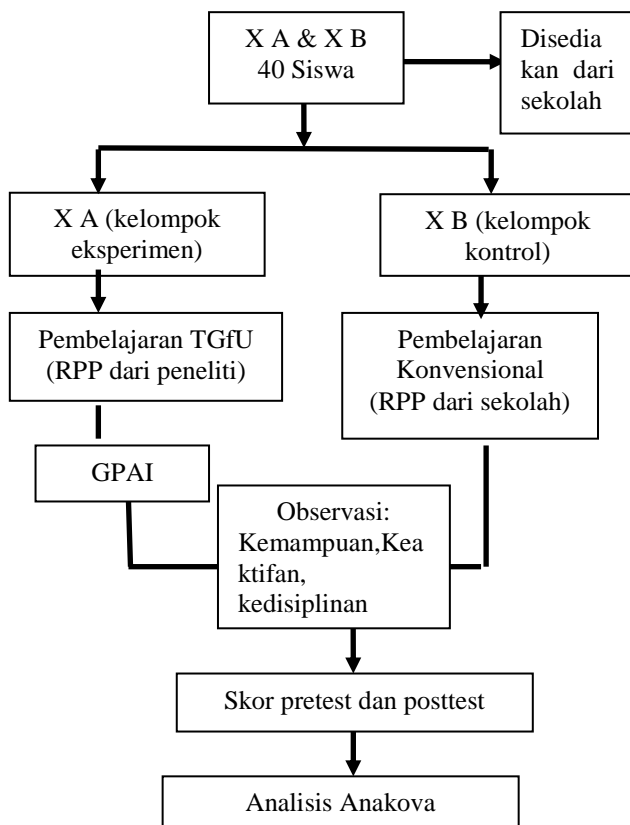 X A & X B
40 Siswa
Disedia
kan dari
sekolah
X A (kelompok
eksperimen)
X B (kelompok
kontrol)
Pembelajaran TGfU
(RPP dari peneliti)
Pembelajaran
Konvensional
(RPP dari sekolah)
GPAI
Observasi:
Kemampuan,Kea
ktifan,
kedisiplinan
Skor pretest dan posttest
Analisis Anakova